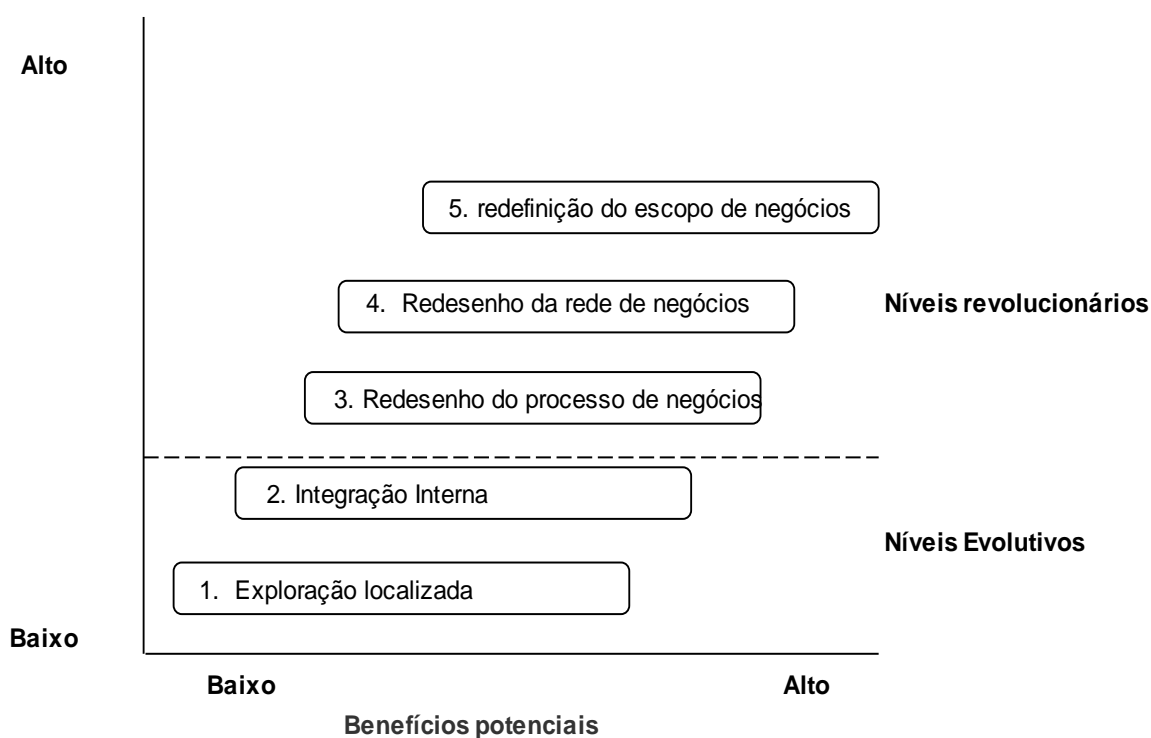 Alto
5. redefinição do escopo de negócios
4. Redesenho da rede de negócios
Níveis revolucionários
3. Redesenho do processo de negócios
2. Integração Interna
Níveis Evolutivos
1. Exploração localizada
Baixo
Baixo
Alto
Benefícios potenciais